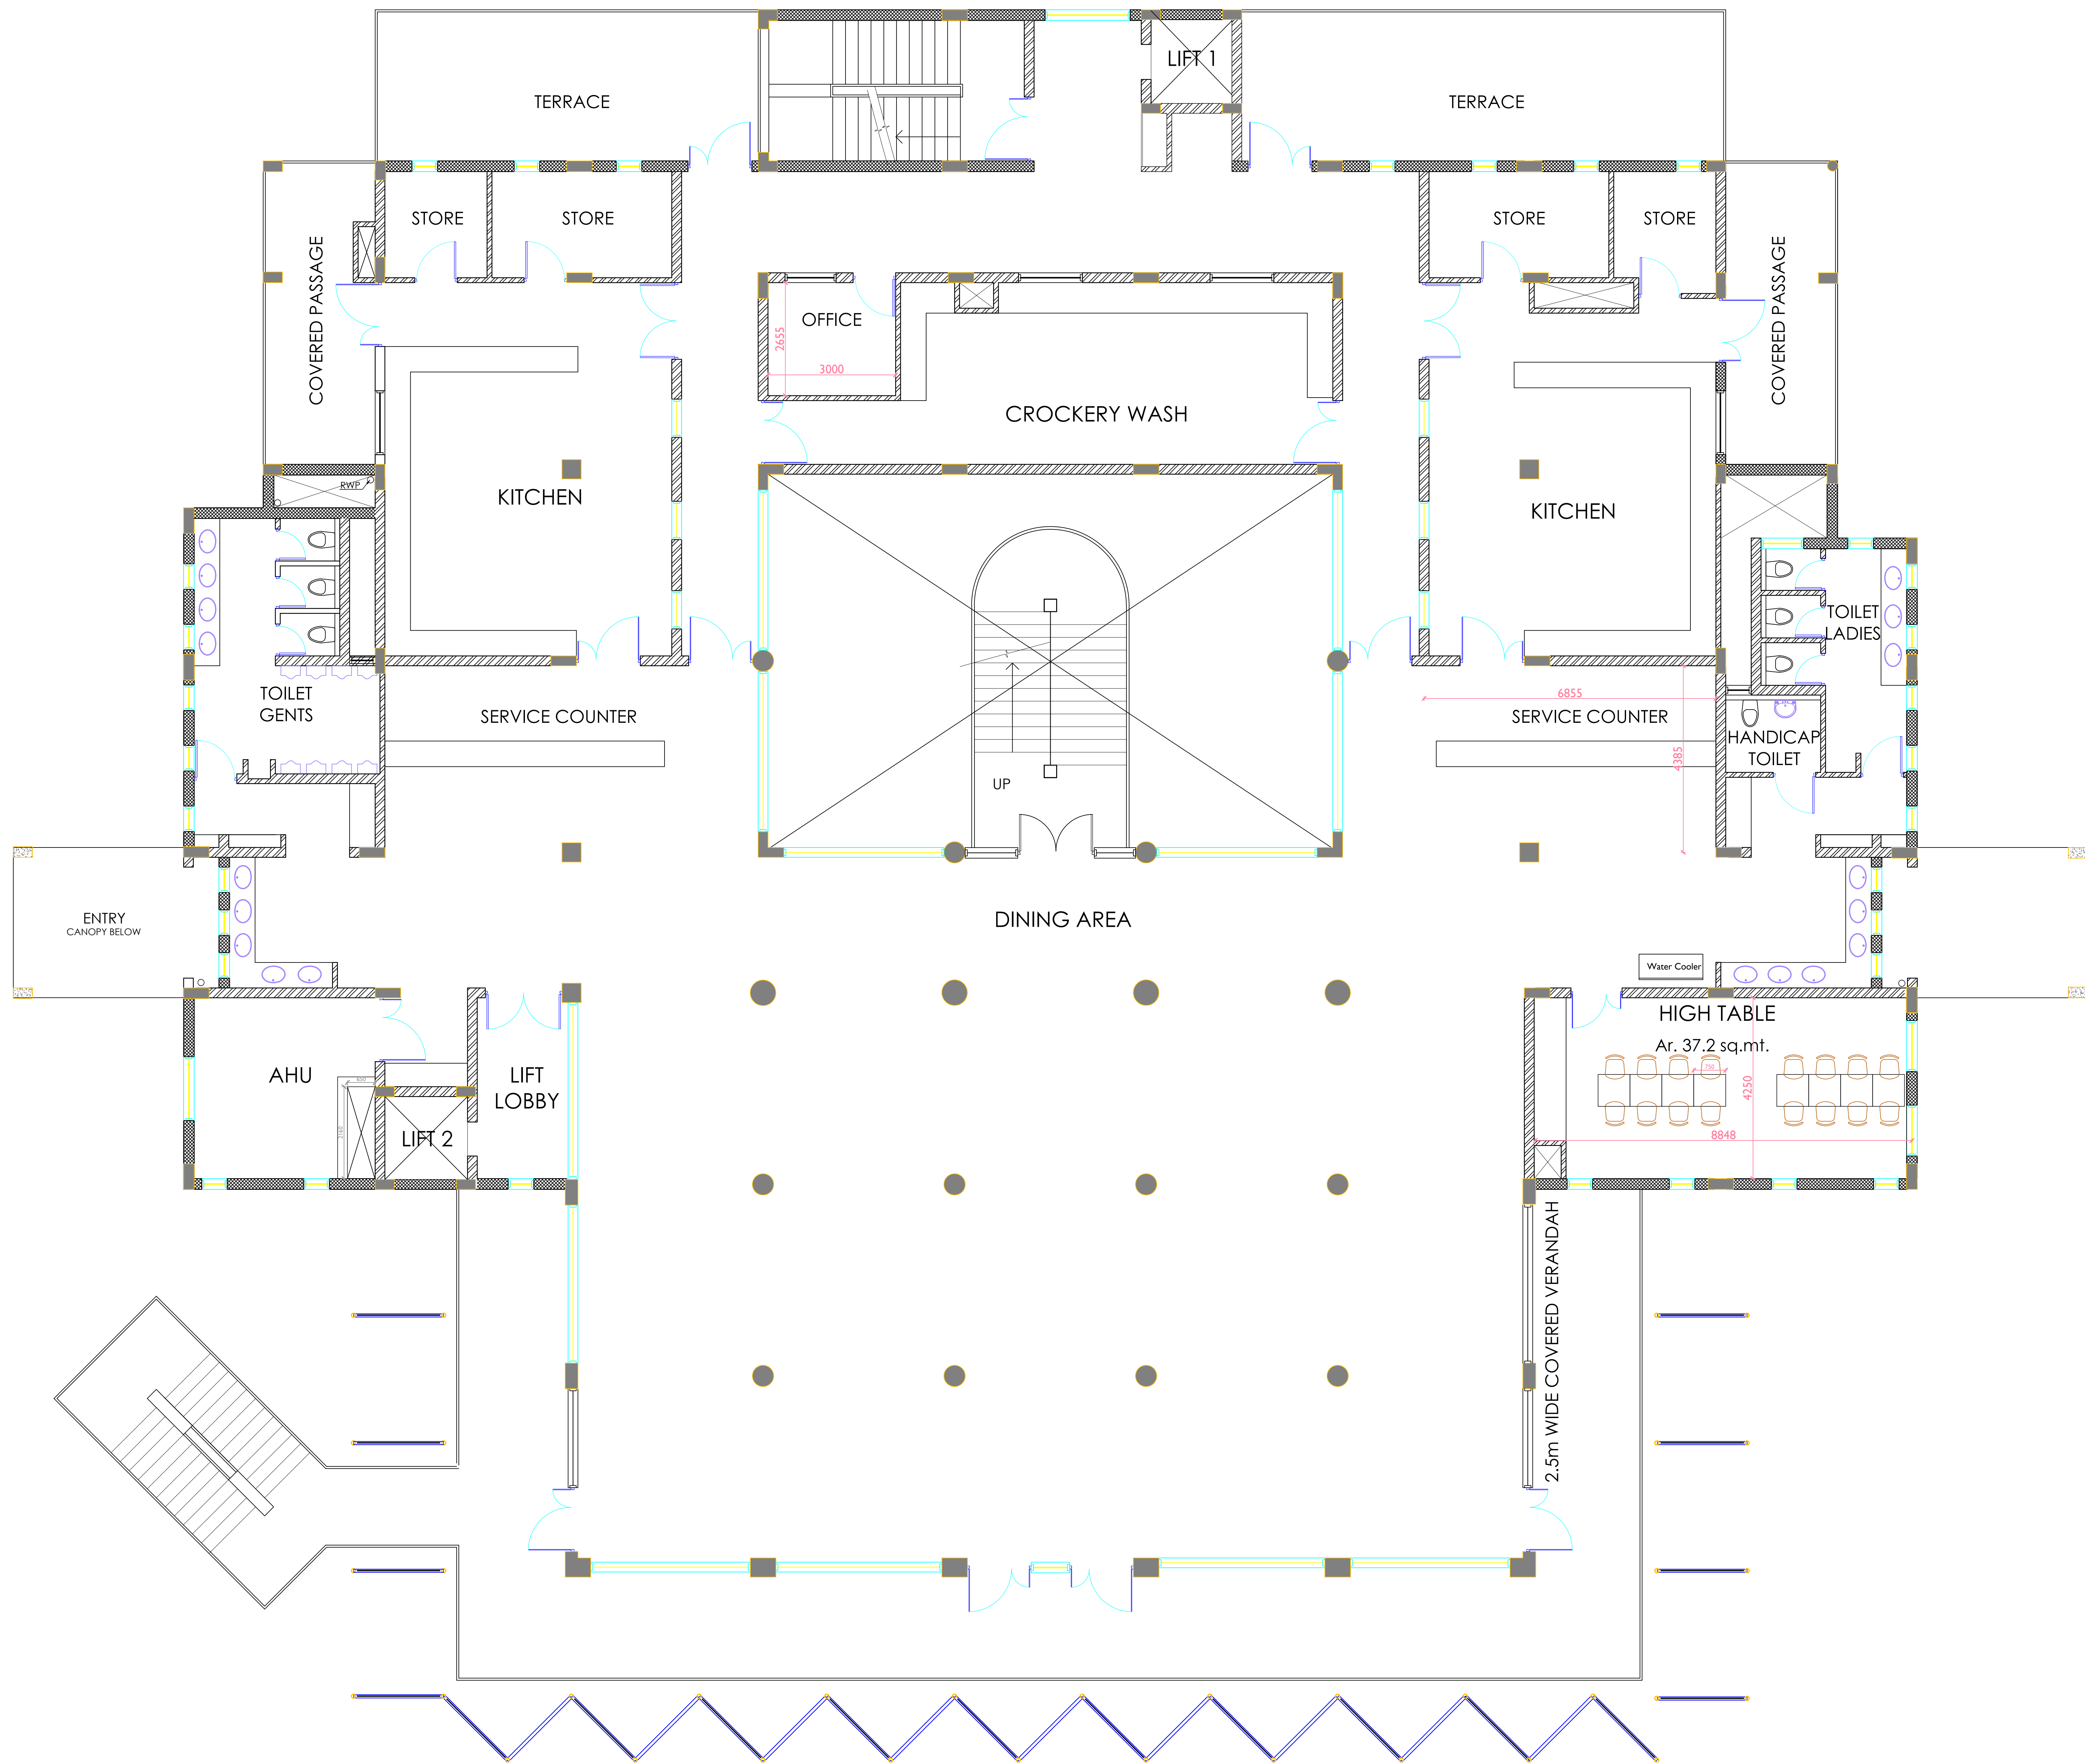 LIFT 1
TERRACE
TERRACE
STORE
STORE
STORE
STORE
COVERED PASSAGE
COVERED PASSAGE
OFFICE
2655
3000
CROCKERY WASH
RWP
KITCHEN
KITCHEN
TOILET
LADIES
TOILET
GENTS
SERVICE COUNTER
6855
SERVICE COUNTER
4385
HANDICAP
TOILET
UP
ENTRY
CANOPY BELOW
DINING AREA
Water Cooler
HIGH TABLE
Ar. 37.2 sq.mt.
750
4250
8848
AHU
600
2160
LIFT
LOBBY
LIFT 2
2.5m WIDE COVERED VERANDAH